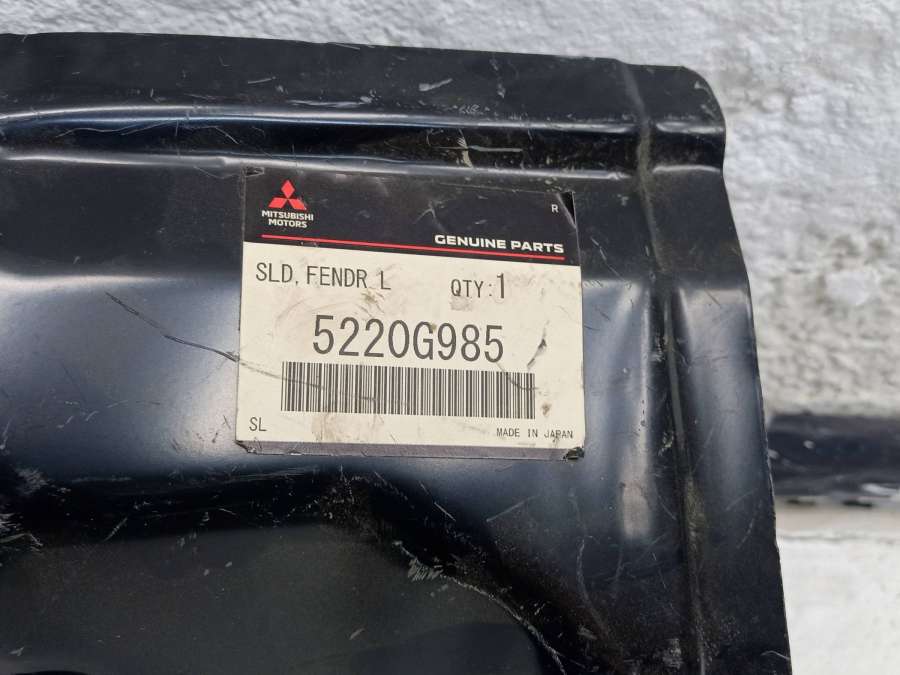 R
MITSUBISHI
MOTORS
GENUINE PARTS
SLD, FENDR L QTY:1
5220G985
SL MADE IN JAPAN